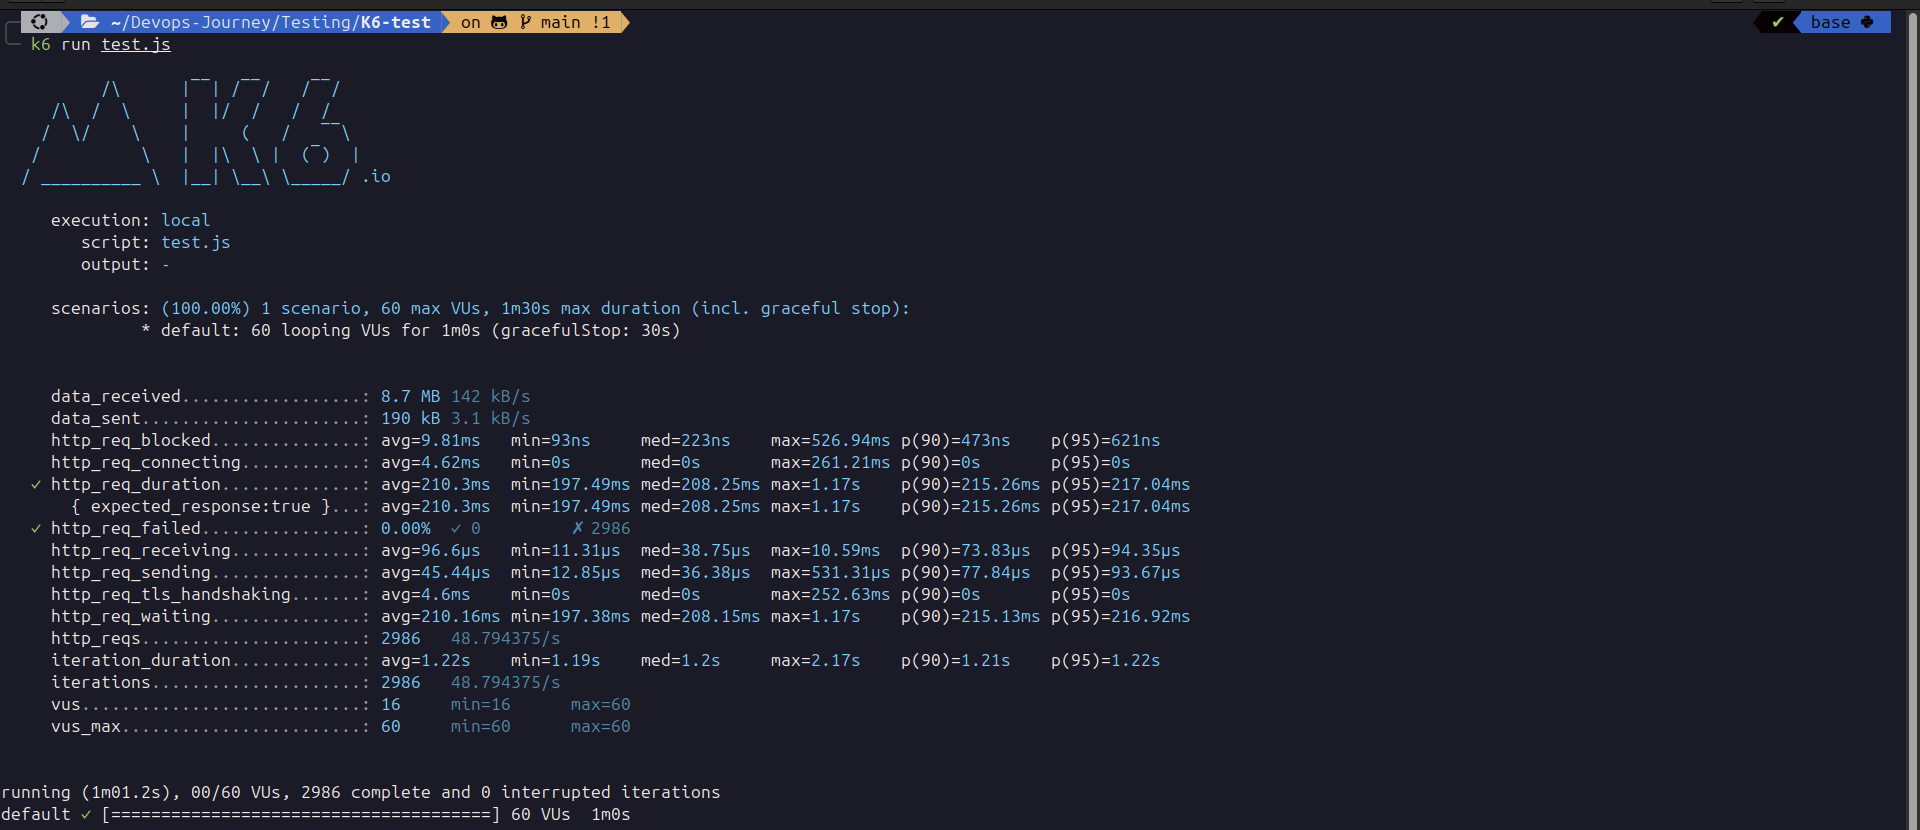 ~/Devops-Journey/Testing/K6-test on main !1 ✔ base
k6 run test.js
          /\      |‾‾| /‾‾/   /‾‾/
     /\  /  \     |  |/  /   /  /
    /  \/    \    |     (   /   ‾‾\
   /          \   |  |\  \ |  (‾)  |
  / __________ \  |__| \__\ \_____/ .io
execution: local
script: test.js
output: -
scenarios: (100.00%) 1 scenario, 60 max VUs, 1m30s max duration (incl. graceful stop):
* default: 60 looping VUs for 1m0s (gracefulStop: 30s)
data_received..................: 8.7 MB 142 kB/s
data_sent......................: 190 kB 3.1 kB/s
http_req_blocked...............: avg=9.81ms   min=93ns     med=223ns    max=526.94ms p(90)=473ns    p(95)=621ns
http_req_connecting............: avg=4.62ms   min=0s       med=0s       max=261.21ms p(90)=0s       p(95)=0s
✓ http_req_duration..............: avg=210.3ms  min=197.49ms med=208.25ms max=1.17s    p(90)=215.26ms p(95)=217.04ms
{ expected_response:true }...: avg=210.3ms  min=197.49ms med=208.25ms max=1.17s    p(90)=215.26ms p(95)=217.04ms
✓ http_req_failed................: 0.00%  ✓ 0         ✗ 2986
http_req_receiving.............: avg=96.6µs   min=11.31µs  med=38.75µs  max=10.59ms  p(90)=73.83µs  p(95)=94.35µs
http_req_sending...............: avg=45.44µs  min=12.85µs  med=36.38µs  max=531.31µs p(90)=77.84µs  p(95)=93.67µs
http_req_tls_handshaking.......: avg=4.6ms    min=0s       med=0s       max=252.63ms p(90)=0s       p(95)=0s
http_req_waiting...............: avg=210.16ms min=197.38ms med=208.15ms max=1.17s    p(90)=215.13ms p(95)=216.92ms
http_reqs......................: 2986   48.794375/s
iteration_duration.............: avg=1.22s    min=1.19s    med=1.2s     max=2.17s    p(90)=1.21s    p(95)=1.22s
iterations.....................: 2986   48.794375/s
vus............................: 16     min=16      max=60
vus_max........................: 60     min=60      max=60
running (1m01.2s), 00/60 VUs, 2986 complete and 0 interrupted iterations
default ✓ [======================================] 60 VUs  1m0s